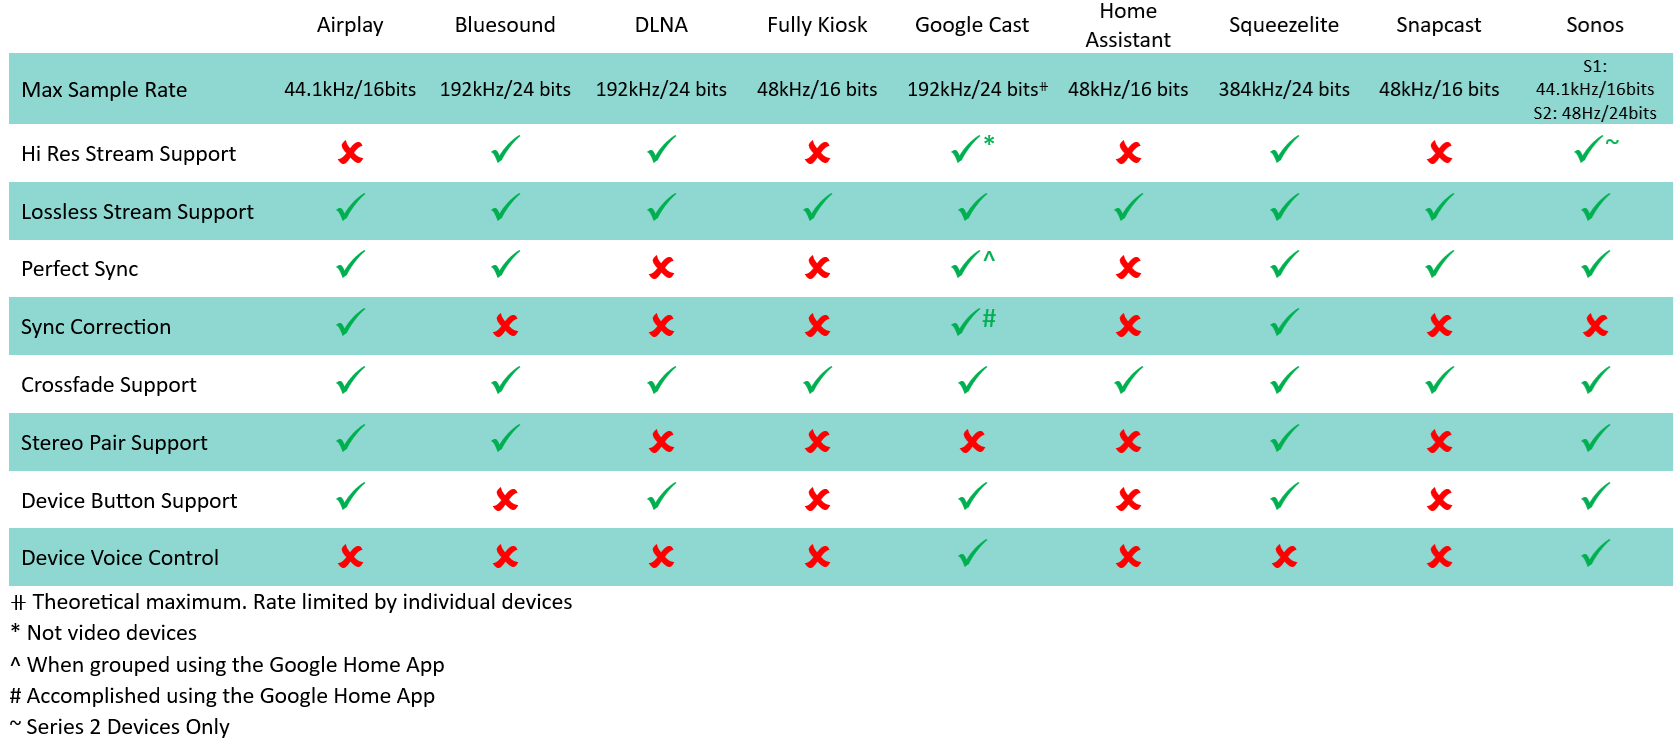 Airplay Bluesound DLNA Fully Kiosk Google Cast Home Assistant Squeezelite Snapcast Sonos
Max Sample Rate 44.1kHz/16bits 192kHz/24 bits 192kHz/24 bits 48kHz/16 bits 192kHz/24 bitsǂ 48kHz/16 bits 384kHz/24 bits 48kHz/16 bits S1: 44.1kHz/16bits S2: 48Hz/24bits
Hi Res Stream Support ✘ ✓ ✓ ✘ ✓* ✘ ✓ ✘ ✓~
Lossless Stream Support ✓ ✓ ✓ ✓ ✓ ✓ ✓ ✓ ✓
Perfect Sync ✓ ✓ ✘ ✘ ✓^ ✘ ✓ ✓ ✓
Sync Correction ✓ ✘ ✘ ✘ ✓# ✘ ✓ ✘ ✘
Crossfade Support ✓ ✓ ✓ ✓ ✓ ✓ ✓ ✓ ✓
Stereo Pair Support ✓ ✓ ✘ ✘ ✘ ✘ ✓ ✘ ✓
Device Button Support ✓ ✘ ✓ ✘ ✓ ✘ ✓ ✘ ✓
Device Voice Control ✘ ✘ ✘ ✘ ✓ ✘ ✘ ✘ ✓
ǂ Theoretical maximum. Rate limited by individual devices
* Not video devices
^ When grouped using the Google Home App
# Accomplished using the Google Home App
~ Series 2 Devices Only